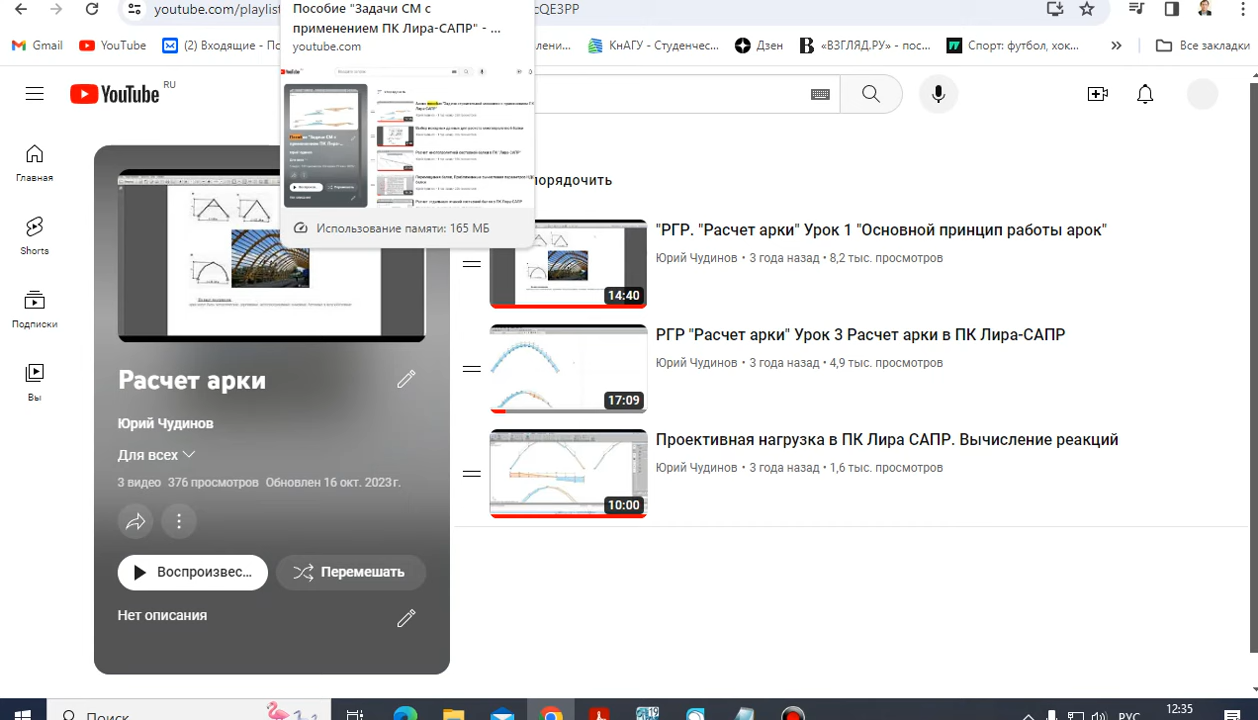 youtube.com/playlis
cQE3PP
Пособие "Задачи СМ с
применением ПК Лира-САПР" - ...
youtube.com
Gmail
YouTube
(2) Входящие - По
лени...
КнАГУ - Студенчес...
Дзен
«ВЗГЛЯД.РУ» - пос...
Спорт: футбол, хок...
Все закладки
YouTube RU
Главная
Shorts
Подписки
Вы
Использование памяти: 165 МБ
порядочить
"РГР. "Расчет арки" Урок 1 "Основной принцип работы арок"
Юрий Чудинов • 3 года назад • 8,2 тыс. просмотров
14:40
РГР "Расчет арки" Урок 3 Расчет арки в ПК Лира-САПР
Юрий Чудинов • 3 года назад • 4,9 тыс. просмотров
17:09
Проективная нагрузка в ПК Лира САПР. Вычисление реакций
Юрий Чудинов • 3 года назад • 1,6 тыс. просмотров
10:00
Расчет арки
Юрий Чудинов
Для всех
3 видео 376 просмотров Обновлен 16 окт. 2023 г.
Воспроизвес...
Перемешать
Нет описания
Поиск
РУС
12:35